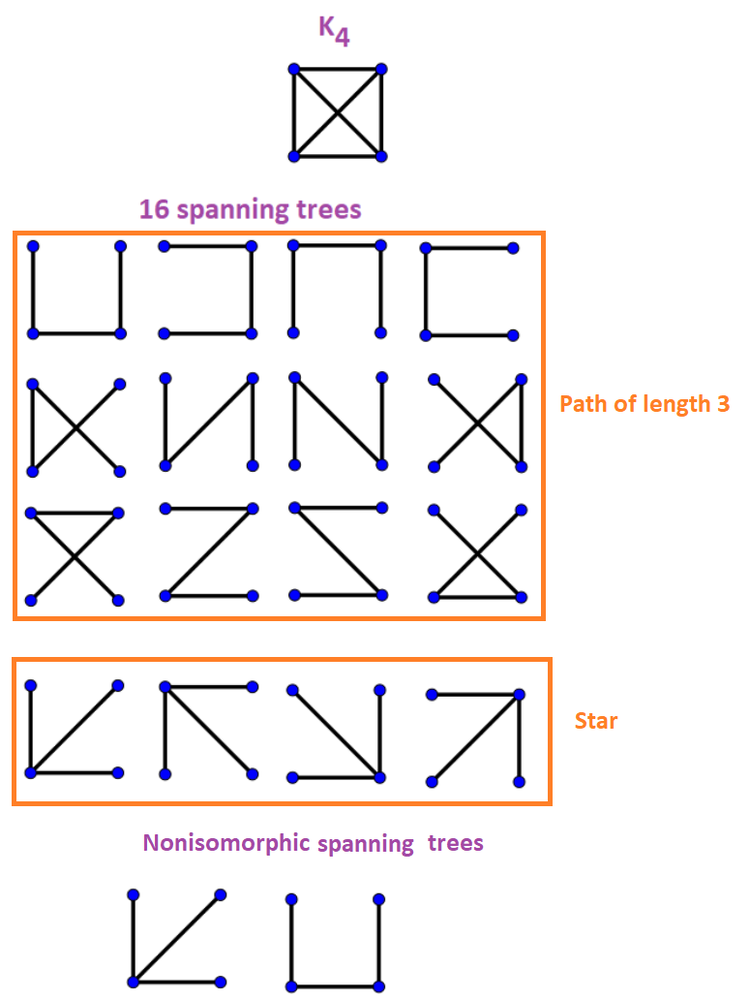 K4
16 spanning trees
Path of length 3
Star
Nonisomorphic spanning trees